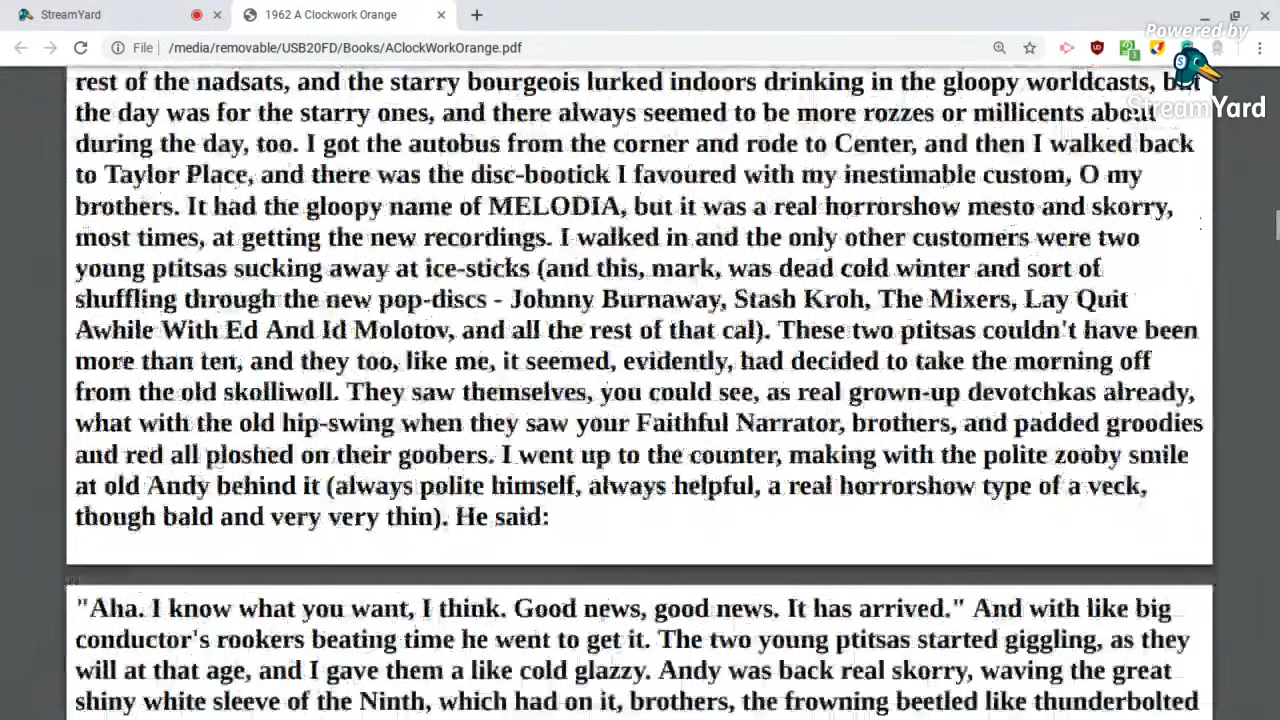 StreamYard
1962 A Clockwork Orange
File
/media/removable/USB20FD/Books/AClockWorkOrange.pdf
Powered by
StreamYard
rest of the nadsats, and the starry bourgeois lurked indoors drinking in the gloopy worldcasts, but
the day was for the starry ones, and there always seemed to be more rozzes or millicents about
during the day, too. I got the autobus from the corner and rode to Center, and then I walked back
to Taylor Place, and there was the disc-bootick I favoured with my inestimable custom, O my
brothers. It had the gloopy name of MELODIA, but it was a real horrorshow mesto and skorry,
most times, at getting the new recordings. I walked in and the only other customers were two
young ptitsas sucking away at ice-sticks (and this, mark, was dead cold winter and sort of
shuffling through the new pop-discs - Johnny Burnaway, Stash Kroh, The Mixers, Lay Quit
Awhile With Ed And Id Molotov, and all the rest of that cal). These two ptitsas couldn't have been
more than ten, and they too, like me, it seemed, evidently, had decided to take the morning off
from the old skolliwoll. They saw themselves, you could see, as real grown-up devotchkas already,
what with the old hip-swing when they saw your Faithful Narrator, brothers, and padded groodies
and red all ploshed on their goobers. I went up to the counter, making with the polite zooby smile
at old Andy behind it (always polite himself, always helpful, a real horrorshow type of a veck,
though bald and very very thin). He said:
"Aha. I know what you want, I think. Good news, good news. It has arrived." And with like big
conductor's rookers beating time he went to get it. The two young ptitsas started giggling, as they
will at that age, and I gave them a like cold glazzy. Andy was back real skorry, waving the great
shiny white sleeve of the Ninth, which had on it, brothers, the frowning beetled like thunderbolted